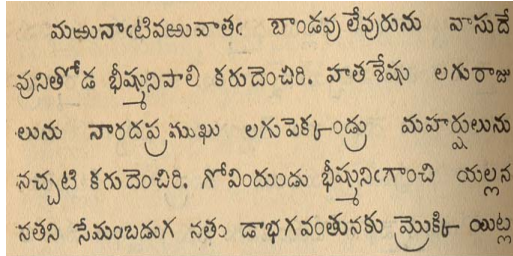 మఱునాఁటివఱువాతఁ బాండవు లేవురును వాసుదే
వునితోడ భీష్మునిపాలి కరుదెంచిరి. హతశేషు లగురాజు
లును నారదప్రముఖు లగుపెక్కండ్రు మహర్షులును
నచ్చటి కరుదెంచిరి. గోవిందుండు భీష్మునిఁగాంచి యల్లన
నతని సేమంబడుగ నతం డాభగవంతునకు మ్రొక్కి యిట్ల